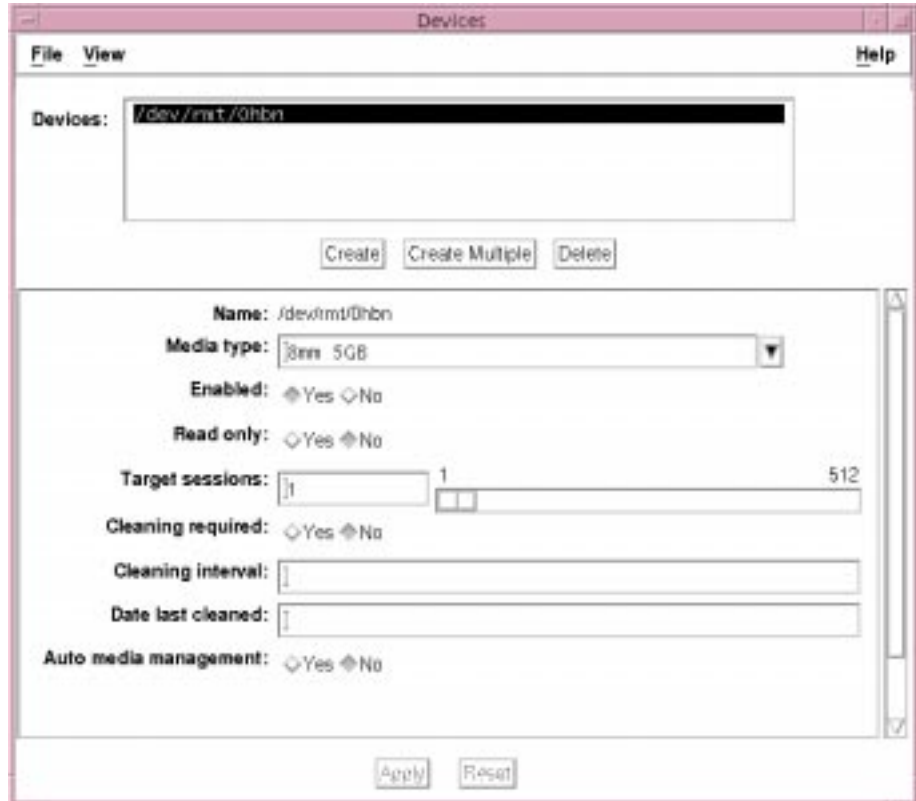 Devices
File View Help
Devices: /dev/rmt/0hbn
Create Create Multiple Delete
Name: /dev/rmt/0hbn
Media type: 8mm 5GB
Enabled: Yes No
Read only: Yes No
Target sessions: 1 1 512
Cleaning required: Yes No
Cleaning interval:
Date last cleaned:
Auto media management: Yes No
Apply Reset